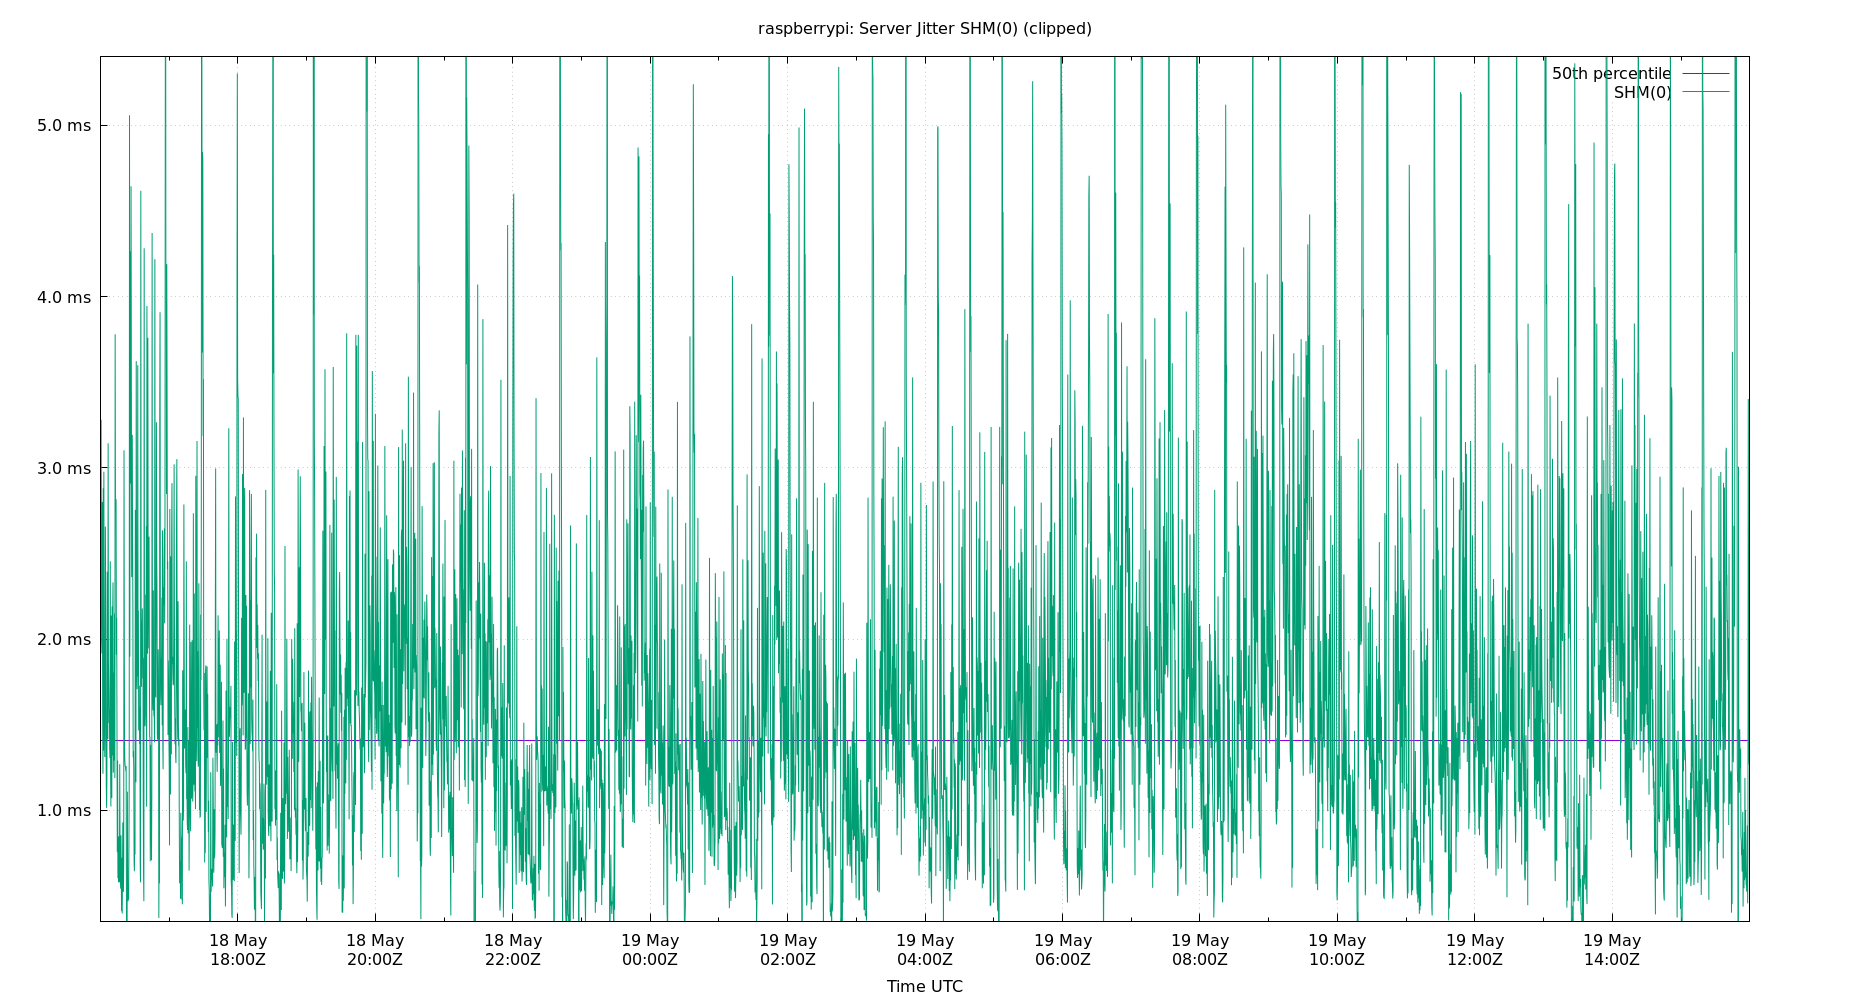 raspberrypi: Server Jitter SHM(0) (clipped)
50th percentile
SHM(0)
5.0 ms
4.0 ms
3.0 ms
2.0 ms
1.0 ms
18 May
18:00Z
18 May
20:00Z
18 May
22:00Z
19 May
00:00Z
19 May
02:00Z
19 May
04:00Z
19 May
06:00Z
19 May
08:00Z
19 May
10:00Z
19 May
12:00Z
19 May
14:00Z
Time UTC